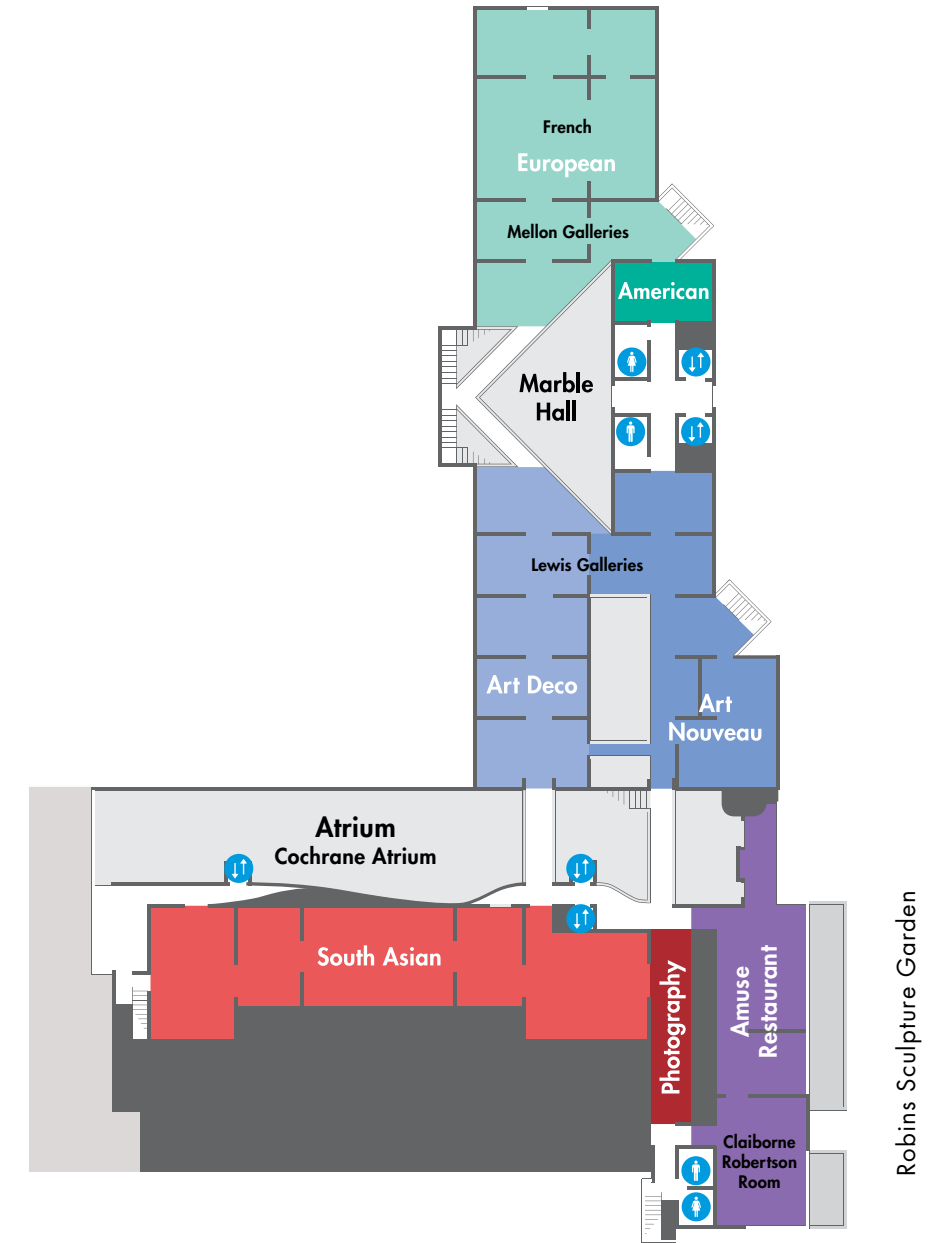 French
European
Mellon Galleries
American
Marble
Hall
Lewis Galleries
Art Deco
Art
Nouveau
Atrium
Cochrane Atrium
South Asian
Photography
Amuse
Restaurant
Claiborne
Robertson
Room
Robins Sculpture Garden